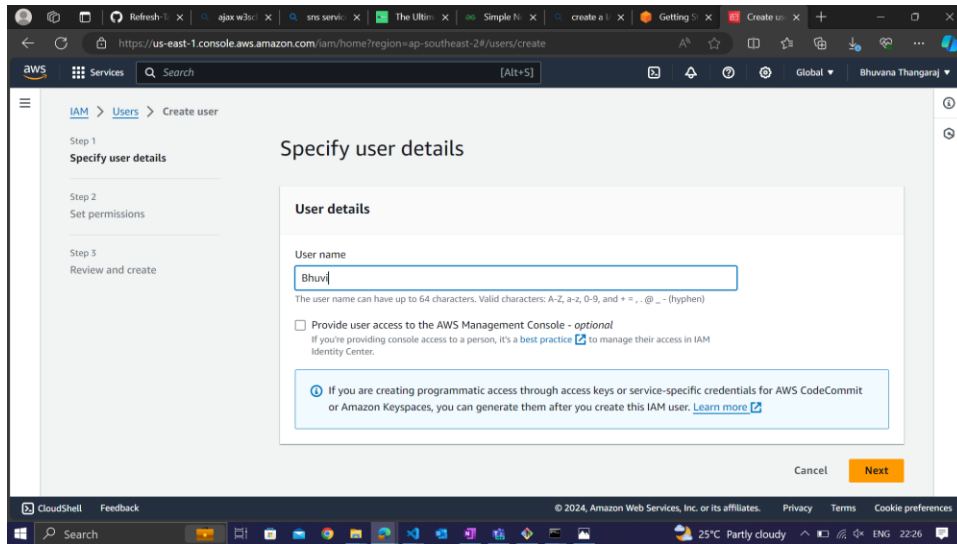 Refresh-T
ajax w3sc
sns servic
The Ultim
Simple N
create a l
Getting S
Create us
https://us-east-1.console.aws.amazon.com/iam/home?region=ap-southeast-2#/users/create
aws
Services
Search
[Alt+S]
Global
Bhuvana Thangaraj
IAM > Users > Create user
Step 1
Specify user details
Step 2
Set permissions
Step 3
Review and create
Specify user details
User details
User name
Bhuvi
The user name can have up to 64 characters. Valid characters: A-Z, a-z, 0-9, and + = , . @ _ - (hyphen)
Provide user access to the AWS Management Console - optional
If you're providing console access to a person, it's a best practice to manage their access in IAM
Identity Center.
If you are creating programmatic access through access keys or service-specific credentials for AWS CodeCommit
or Amazon Keyspaces, you can generate them after you create this IAM user. Learn more
Cancel
Next
CloudShell
Feedback
© 2024, Amazon Web Services, Inc. or its affiliates.
Privacy
Terms
Cookie preferences
Search
25°C Partly cloudy
ENG
22:26